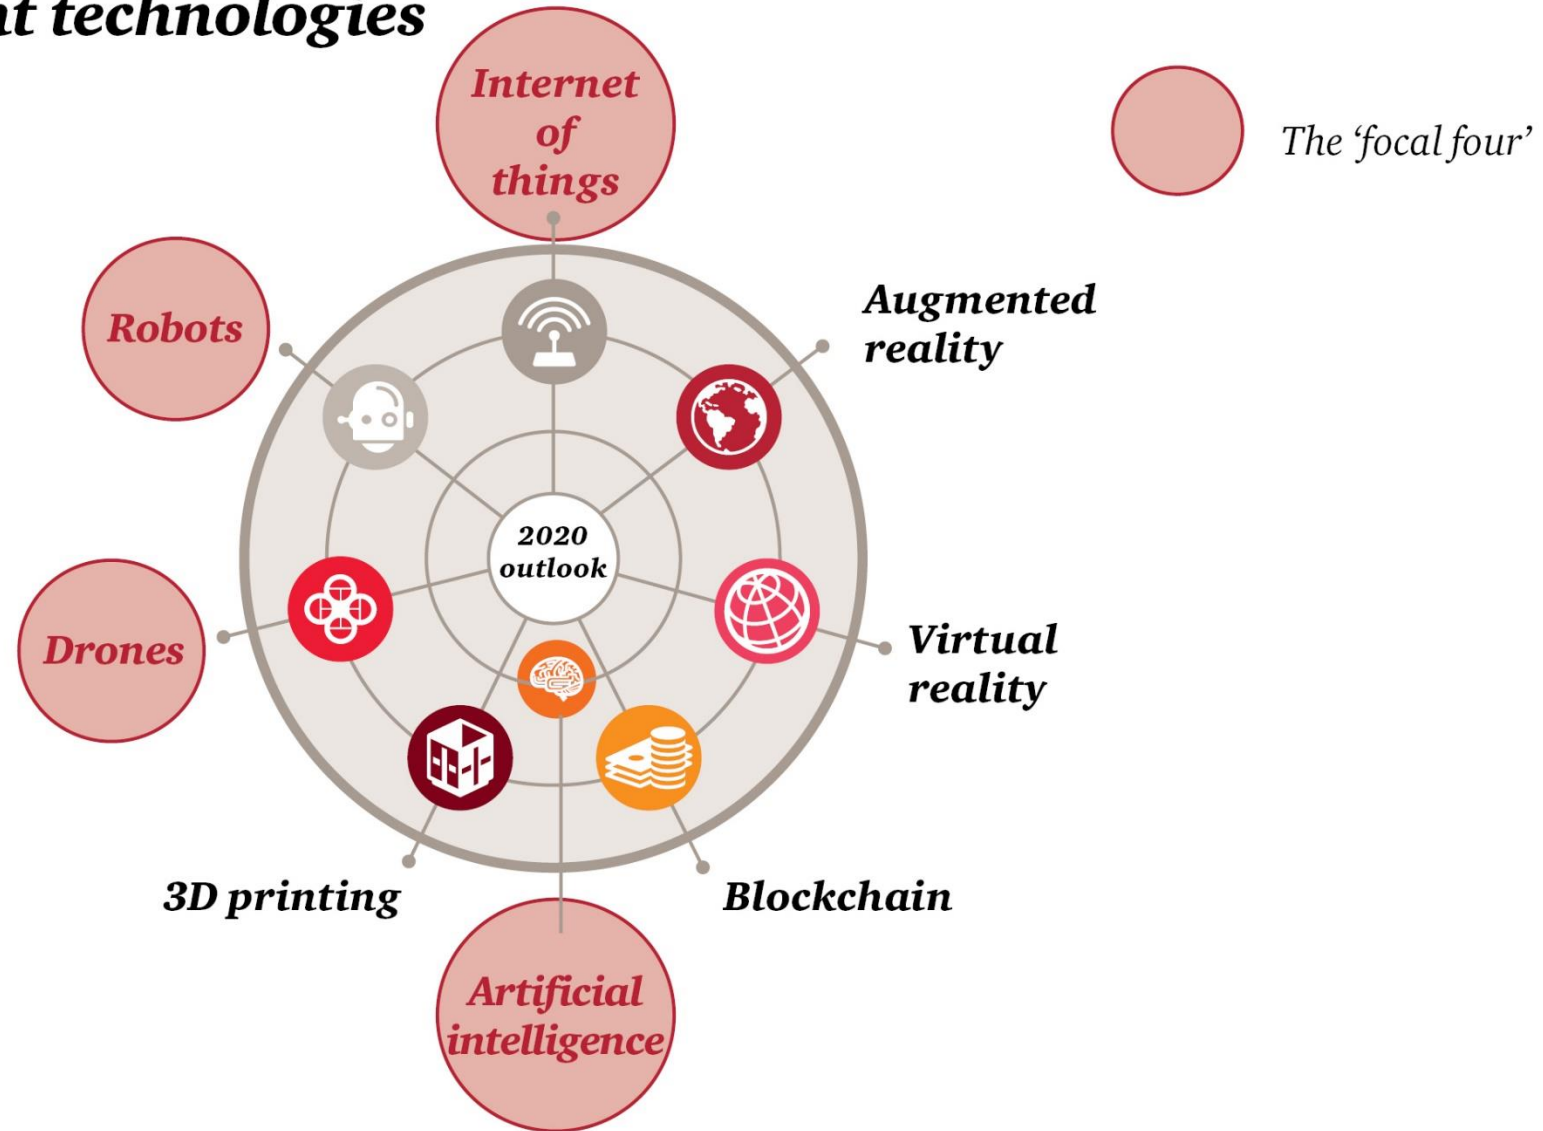 technologies
Internet
of
things
The ‘focal four’
Robots
Augmented
reality
2020
outlook
Drones
Virtual
reality
3D printing
Blockchain
Artificial
intelligence